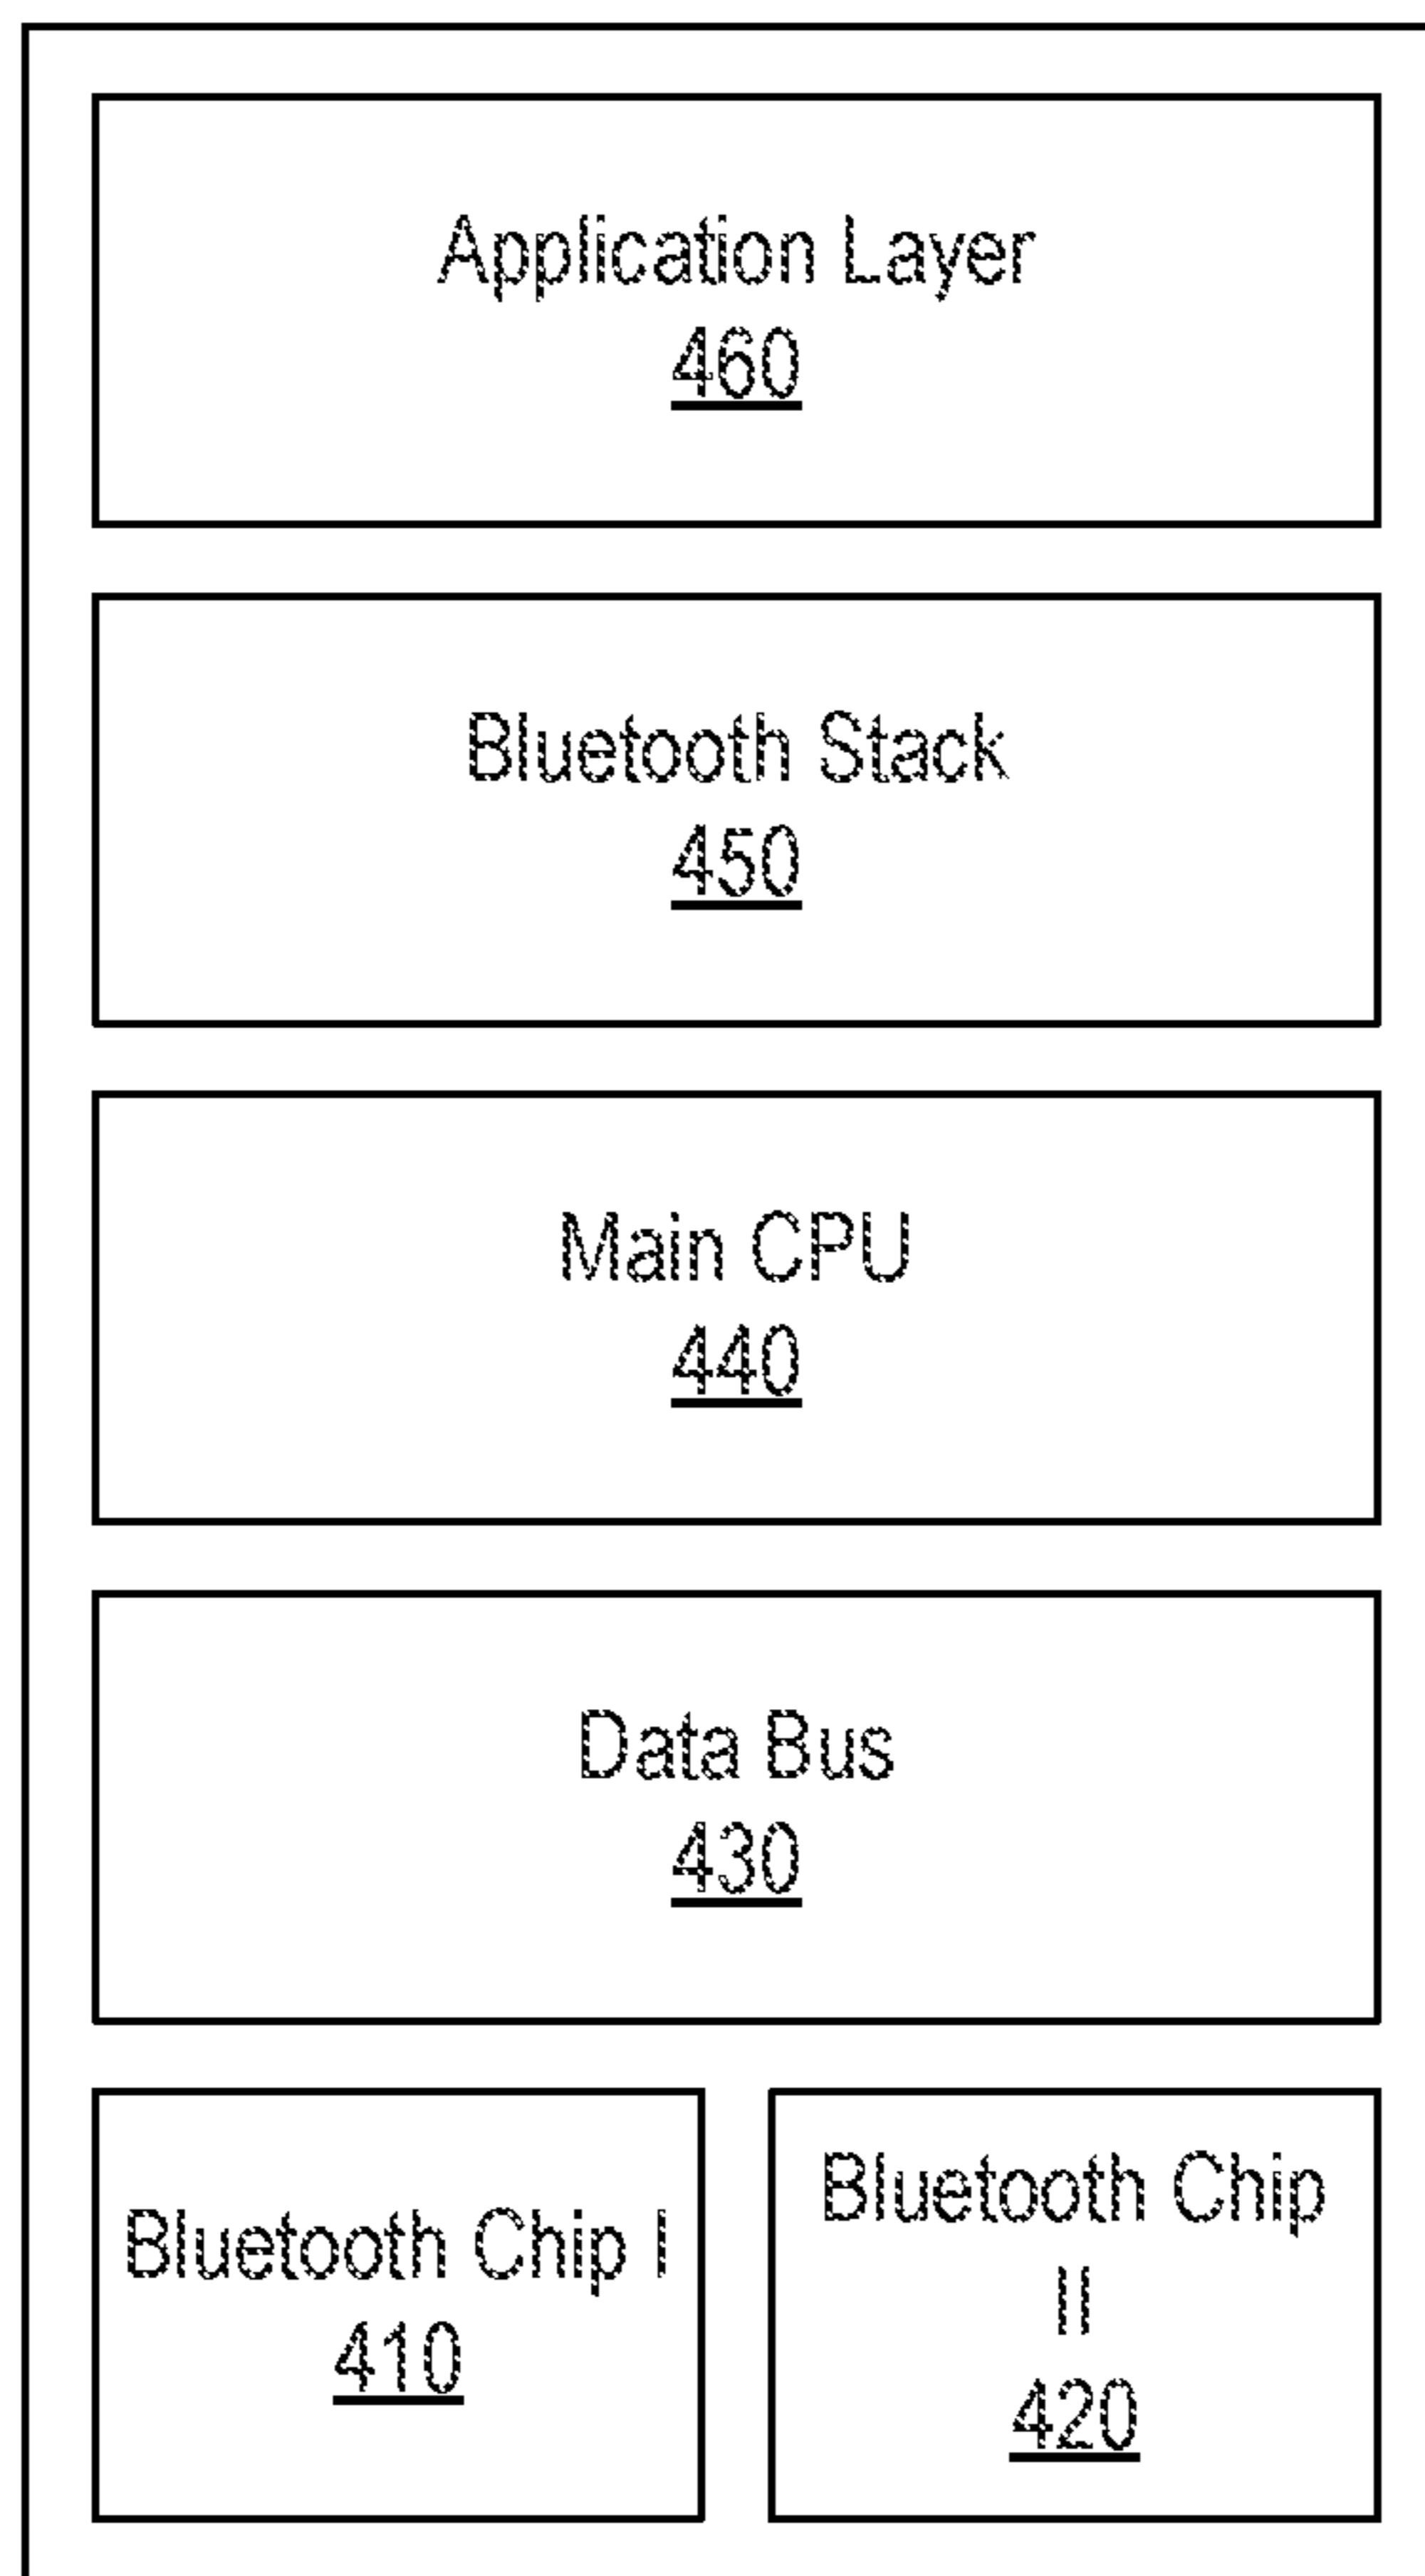 Application Layer
460
Bluetooth Stack
450
Main CPU
440
Data Bus
430
Bluetooth Chip I
410
Bluetooth Chip
II
420